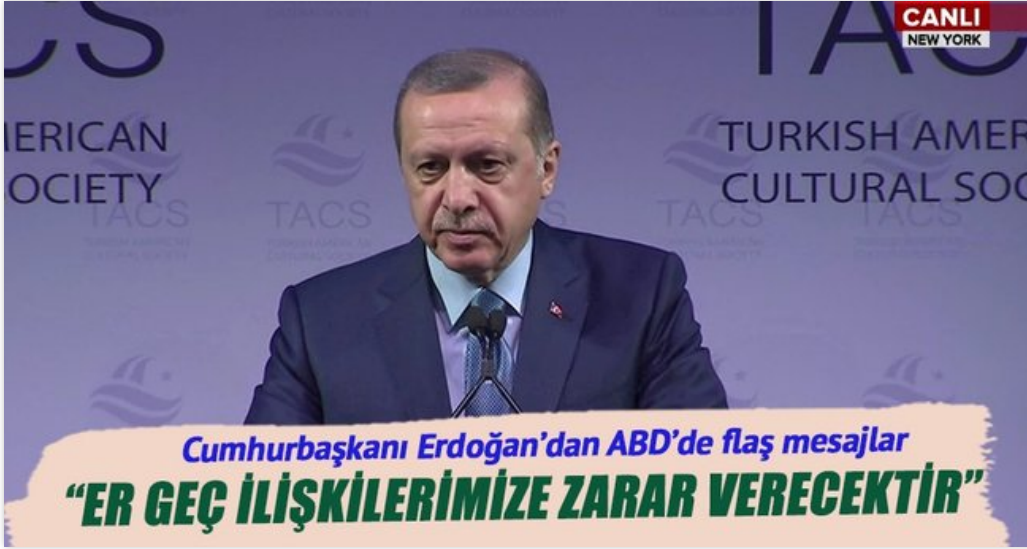 CANLI
NEW YORK
CS
TAC
ERICAN
TURKISH AMER
OCIETY
CULTURAL SOC
TACS
TACS
TACS
TACS
Cumhurbaşkanı Erdoğan’dan ABD’de flaş mesajlar
“ER GEÇ İLİŞKİLERİMİZE ZARAR VERECEKTİR”